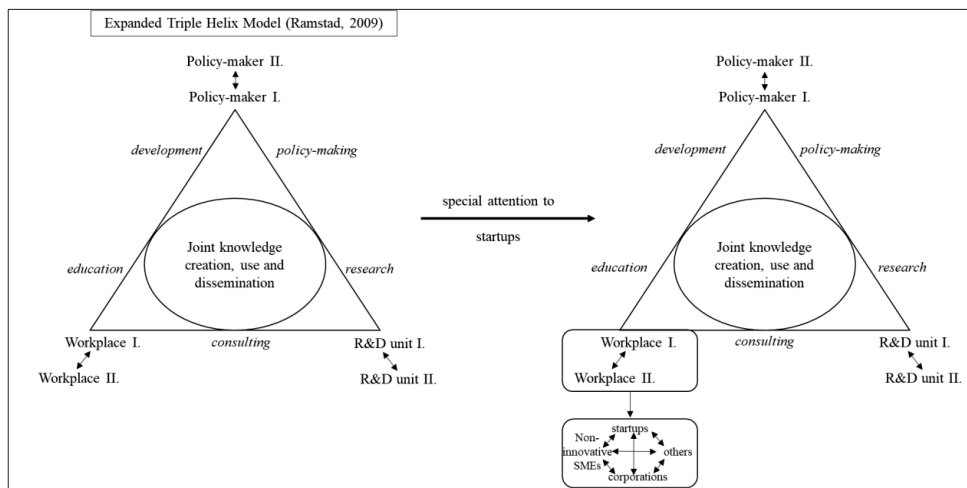 Expanded Triple Helix Model (Ramstad, 2009)
Policy-maker II.
Policy-maker I.
development
policy-making
Joint knowledge
creation, use and
dissemination
education
research
Workplace I.
consulting
R&D unit I.
Workplace II.
R&D unit II.
special attention to
startups
Policy-maker II.
Policy-maker I.
development
policy-making
Joint knowledge
creation, use and
dissemination
education
research
Workplace I.
consulting
R&D unit I.
Workplace II.
R&D unit II.
startups
Non-
innovative
SMEs
others
corporations